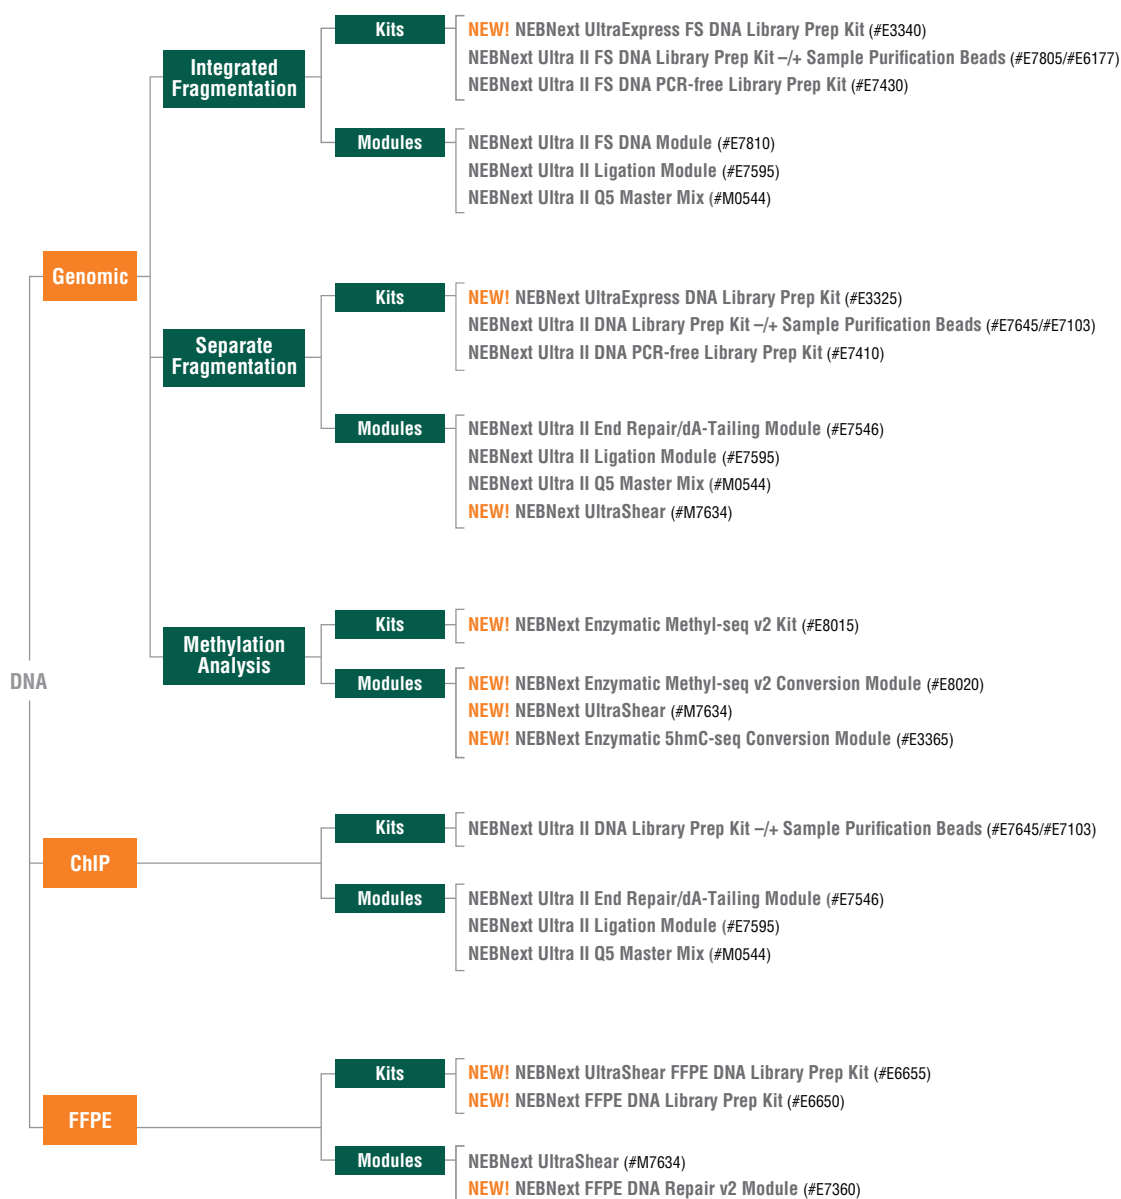 DNA
Genomic
Integrated
Fragmentation
Kits
NEW! NEBNext UltraExpress FS DNA Library Prep Kit (#E3340)
NEBNext Ultra II FS DNA Library Prep Kit –/+ Sample Purification Beads (#E7805/#E6177)
NEBNext Ultra II FS DNA PCR-free Library Prep Kit (#E7430)
Modules
NEBNext Ultra II FS DNA Module (#E7810)
NEBNext Ultra II Ligation Module (#E7595)
NEBNext Ultra II Q5 Master Mix (#M0544)
Separate
Fragmentation
Kits
NEW! NEBNext UltraExpress DNA Library Prep Kit (#E3325)
NEBNext Ultra II DNA Library Prep Kit –/+ Sample Purification Beads (#E7645/#E7103)
NEBNext Ultra II DNA PCR-free Library Prep Kit (#E7410)
Modules
NEBNext Ultra II End Repair/dA-Tailing Module (#E7546)
NEBNext Ultra II Ligation Module (#E7595)
NEBNext Ultra II Q5 Master Mix (#M0544)
NEW! NEBNext UltraShear (#M7634)
Methylation
Analysis
Kits
NEW! NEBNext Enzymatic Methyl-seq v2 Kit (#E8015)
Modules
NEW! NEBNext Enzymatic Methyl-seq v2 Conversion Module (#E8020)
NEW! NEBNext UltraShear (#M7634)
NEW! NEBNext Enzymatic 5hmC-seq Conversion Module (#E3365)
ChIP
Kits
NEBNext Ultra II DNA Library Prep Kit –/+ Sample Purification Beads (#E7645/#E7103)
Modules
NEBNext Ultra II End Repair/dA-Tailing Module (#E7546)
NEBNext Ultra II Ligation Module (#E7595)
NEBNext Ultra II Q5 Master Mix (#M0544)
FFPE
Kits
NEW! NEBNext UltraShear FFPE DNA Library Prep Kit (#E6655)
NEW! NEBNext FFPE DNA Library Prep Kit (#E6650)
Modules
NEBNext UltraShear (#M7634)
NEW! NEBNext FFPE DNA Repair v2 Module (#E7360)